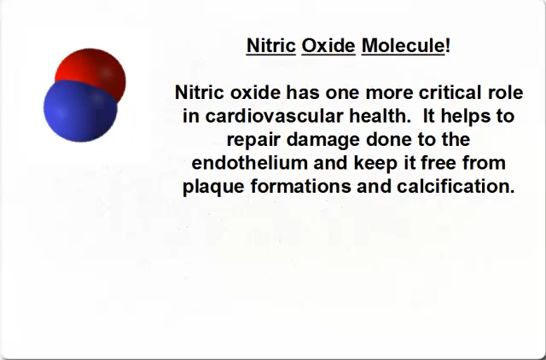 Nitric Oxide Molecule!
Nitric oxide has one more critical role
in cardiovascular health.  It helps to
repair damage done to the
endothelium and keep it free from
plaque formations and calcification.